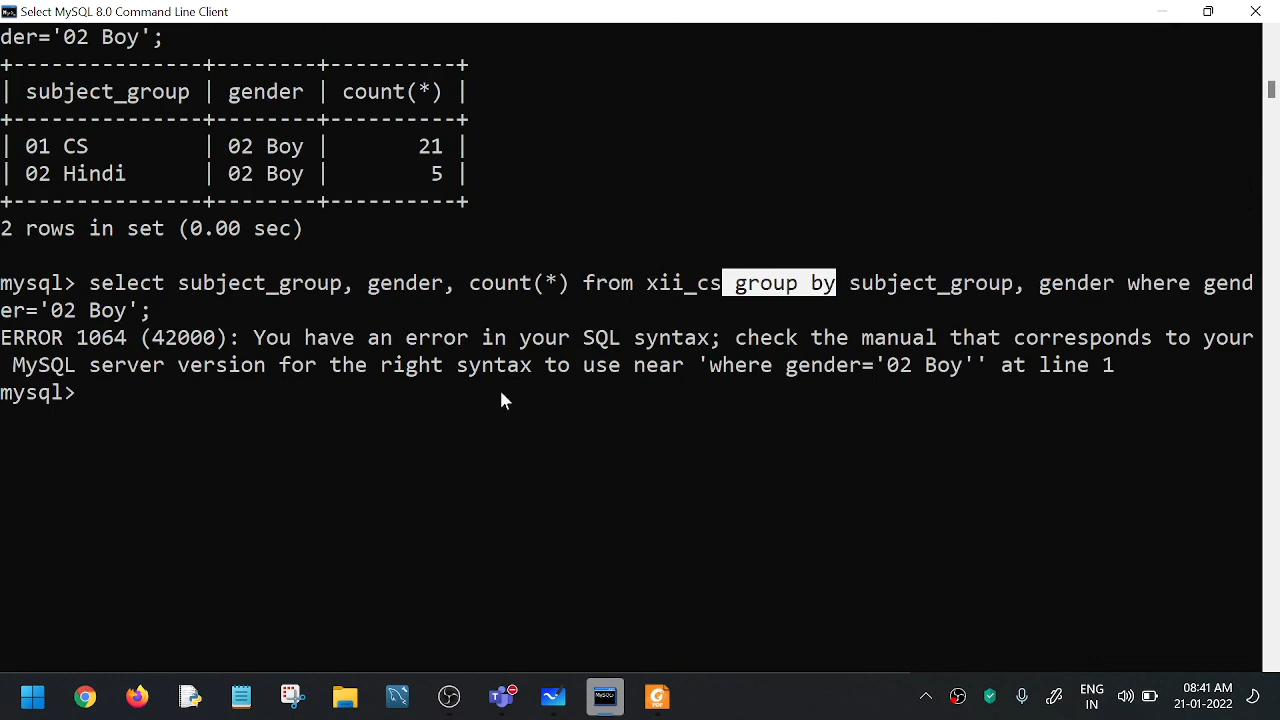 Select MySQL 8.0 Command Line Client
der='02 Boy';
+---------------+--------+----------+
| subject_group | gender | count(*) |
+---------------+--------+----------+
| 01 CS         | 02 Boy |       21 |
| 02 Hindi      | 02 Boy |        5 |
+---------------+--------+----------+
2 rows in set (0.00 sec)
mysql> select subject_group, gender, count(*) from xii_cs group by subject_group, gender where gend
er='02 Boy';
ERROR 1064 (42000): You have an error in your SQL syntax; check the manual that corresponds to your
 MySQL server version for the right syntax to use near 'where gender='02 Boy'' at line 1
mysql>
ENG
IN
08:41 AM
21-01-2022